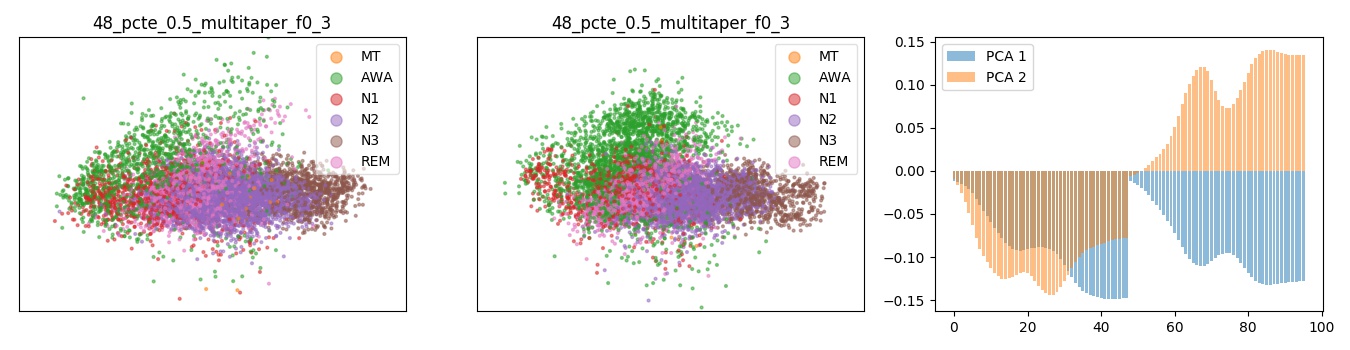 48_pcte_0.5_multitaper_f0_3
MT
AWA
N1
N2
N3
REM
48_pcte_0.5_multitaper_f0_3
MT
AWA
N1
N2
N3
REM
PCA 1
PCA 2
0.15
0.10
0.05
0.00
−0.05
−0.10
−0.15
0
20
40
60
80
100